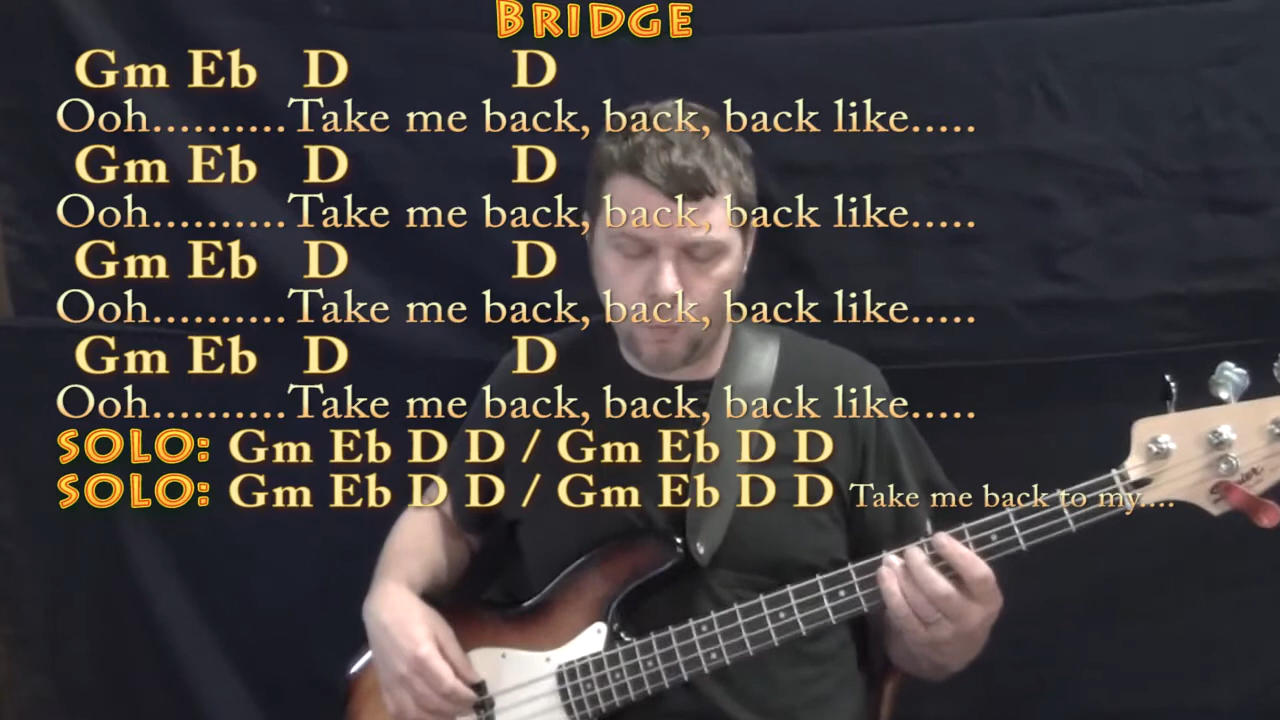 BRIDGE
Gm Eb D D
Ooh..........Take me back, back, back like.....
Gm Eb D D
Ooh..........Take me back, back, back like.....
Gm Eb D D
Ooh..........Take me back, back, back like.....
Gm Eb D D
Ooh..........Take me back, back, back like.....
SOLO: Gm Eb D D / Gm Eb D D
SOLO: Gm Eb D D / Gm Eb D D Take me back to my....